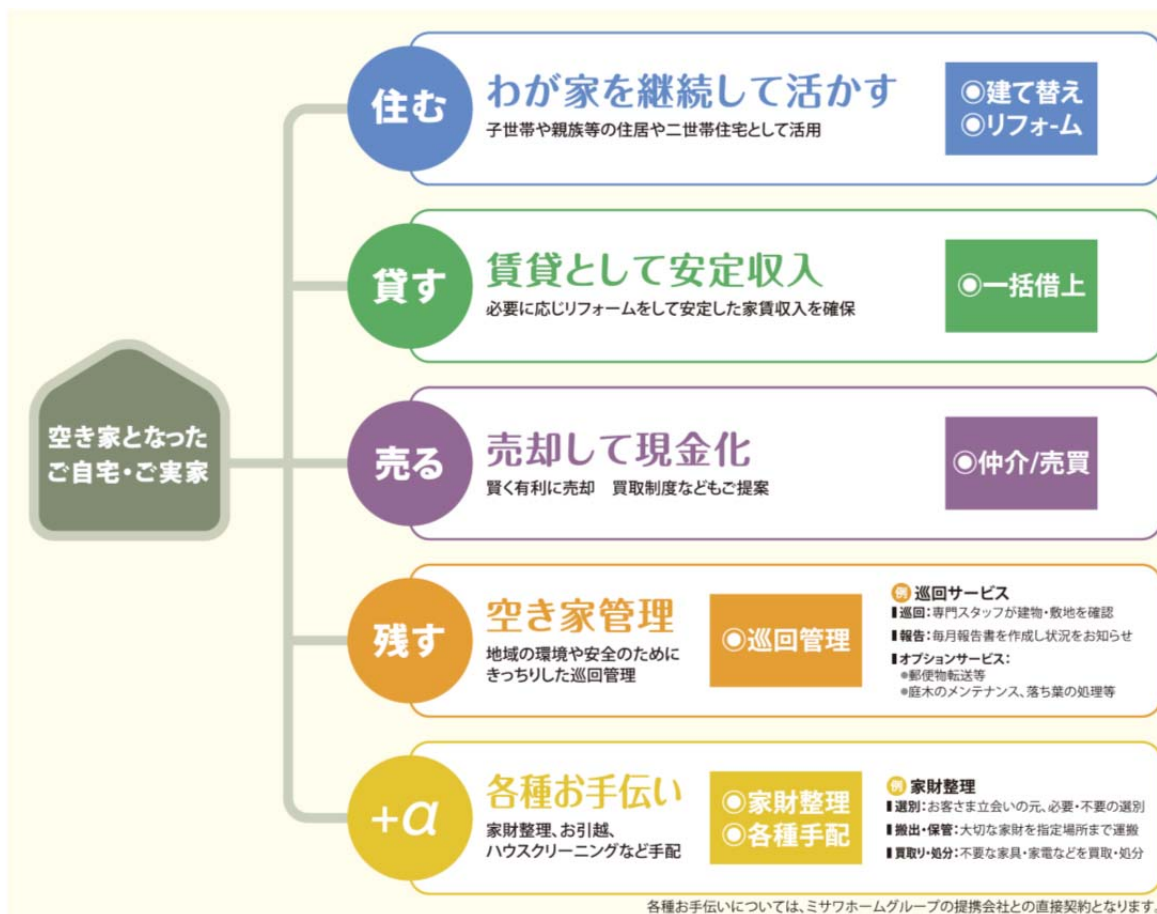 空き家となった
ご自宅・ご実家
住む
わが家を継続して活かす
子世帯や親族等の住居や二世帯住宅として活用
◎建て替え
◎リフォーム
貸す
賃貸として安定収入
必要に応じリフォームをして安定した家賃収入を確保
◎一括借上
売る
売却して現金化
賢く有利に売却　買取制度などもご提案
◎仲介/売買
残す
空き家管理
地域の環境や安全のために
きっちりした巡回管理
◎巡回管理
例 巡回サービス
▮巡回：専門スタッフが建物・敷地を確認
▮報告：毎月報告書を作成し状況をお知らせ
▮オプションサービス：
●郵便物転送等
●庭木のメンテナンス、落ち葉の処理等
+α
各種お手伝い
家財整理、お引越、
ハウスクリーニングなど手配
◎家財整理
◎各種手配
例 家財整理
▮選別：お客さま立会いの元、必要・不要の選別
▮搬出・保管：大切な家財を指定場所まで運搬
▮買取り・処分：不要な家具・家電などを買取・処分
各種お手伝いについては、ミサワホームグループの提携会社との直接契約となります。